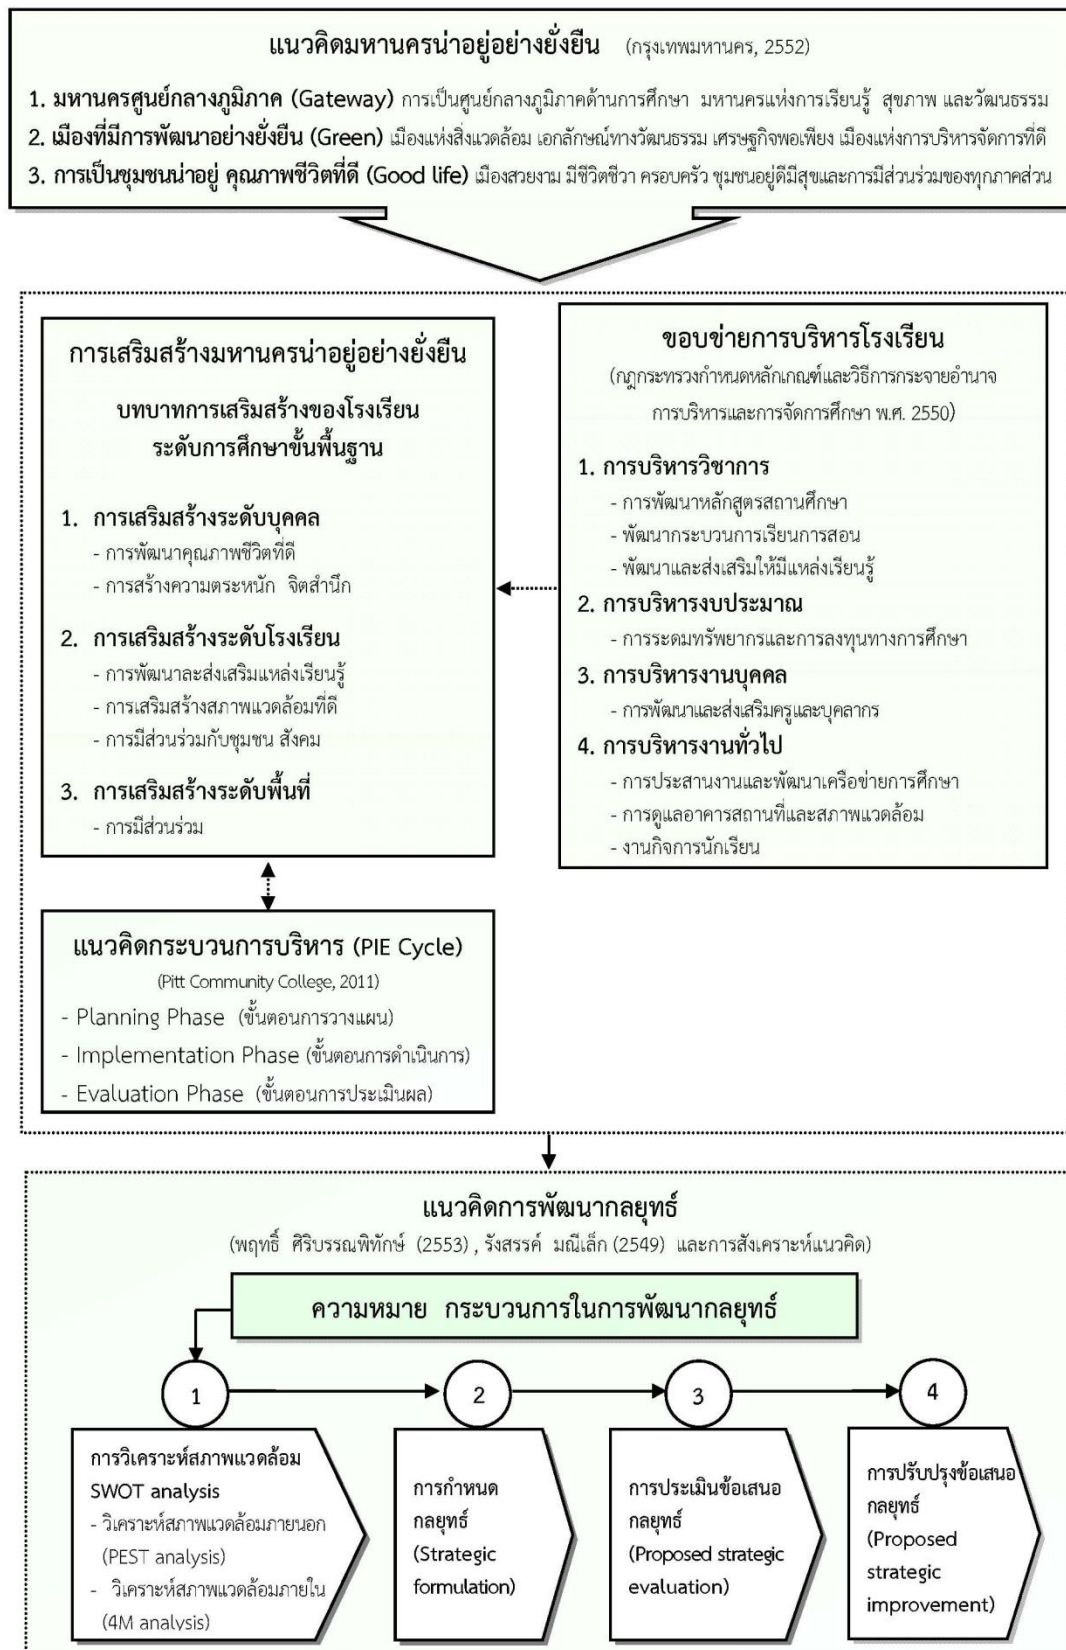 แนวคิดมหานครน่าอยู่อย่างยั่งยืน (กรุงเทพมหานคร, 2552)
1. มหานครศูนย์กลางภูมิภาค (Gateway) การเป็นศูนย์กลางภูมิภาคด้านการศึกษา มหานครแห่งการเรียนรู้ สุขภาพ และวัฒนธรรม
2. เมืองที่มีการพัฒนาอย่างยั่งยืน (Green) เมืองแห่งสิ่งแวดล้อม เอกลักษณ์ทางวัฒนธรรม เศรษฐกิจพอเพียง เมืองแห่งการบริหารจัดการที่ดี
3. การเป็นชุมชนน่าอยู่ คุณภาพชีวิตที่ดี (Good life) เมืองสวยงาม มีชีวิตชีวา ครอบครัว ชุมชนอยู่ดีมีสุขและการมีส่วนร่วมของทุกภาคส่วน
การเสริมสร้างมหานครน่าอยู่อย่างยั่งยืน
บทบาทการเสริมสร้างของโรงเรียน
ระดับการศึกษาขั้นพื้นฐาน
1. การเสริมสร้างระดับบุคคล
- การพัฒนาคุณภาพชีวิตที่ดี
- การสร้างความตระหนัก จิตสำนึก
2. การเสริมสร้างระดับโรงเรียน
- การพัฒนาละส่งเสริมแหล่งเรียนรู้
- การเสริมสร้างสภาพแวดล้อมที่ดี
- การมีส่วนร่วมกับชุมชน สังคม
3. การเสริมสร้างระดับพื้นที่
- การมีส่วนร่วม
ขอบข่ายการบริหารโรงเรียน
(กฎกระทรวงกำหนดหลักเกณฑ์และวิธีการกระจายอำนาจ
การบริหารและการจัดการศึกษา พ.ศ. 2550)
1. การบริหารวิชาการ
- การพัฒนาหลักสูตรสถานศึกษา
- พัฒนากระบวนการเรียนการสอน
- พัฒนาและส่งเสริมให้มีแหล่งเรียนรู้
2. การบริหารงบประมาณ
- การระดมทรัพยากรและการลงทุนทางการศึกษา
3. การบริหารงานบุคคล
- การพัฒนาและส่งเสริมครูและบุคลากร
4. การบริหารงานทั่วไป
- การประสานงานและพัฒนาเครือข่ายการศึกษา
- การดูแลอาคารสถานที่และสภาพแวดล้อม
- งานกิจการนักเรียน
แนวคิดกระบวนการบริหาร (PIE Cycle)
(Pitt Community College, 2011)
- Planning Phase (ขั้นตอนการวางแผน)
- Implementation Phase (ขั้นตอนการดำเนินการ)
- Evaluation Phase (ขั้นตอนการประเมินผล)
แนวคิดการพัฒนากลยุทธ์
(พฤทธิ์ ศิริบรรณพิทักษ์ (2553) , รังสรรค์ มณีเล็ก (2549) และการสังเคราะห์แนวคิด)
ความหมาย กระบวนการในการพัฒนากลยุทธ์
1
2
3
4
การวิเคราะห์สภาพแวดล้อม
SWOT analysis
- วิเคราะห์สภาพแวดล้อมภายนอก
(PEST analysis)
- วิเคราะห์สภาพแวดล้อมภายใน
(4M analysis)
การกำหนด
กลยุทธ์
(Strategic
formulation)
การประเมินข้อเสนอ
กลยุทธ์
(Proposed strategic
evaluation)
การปรับปรุงข้อเสนอ
กลยุทธ์
(Proposed
strategic
improvement)